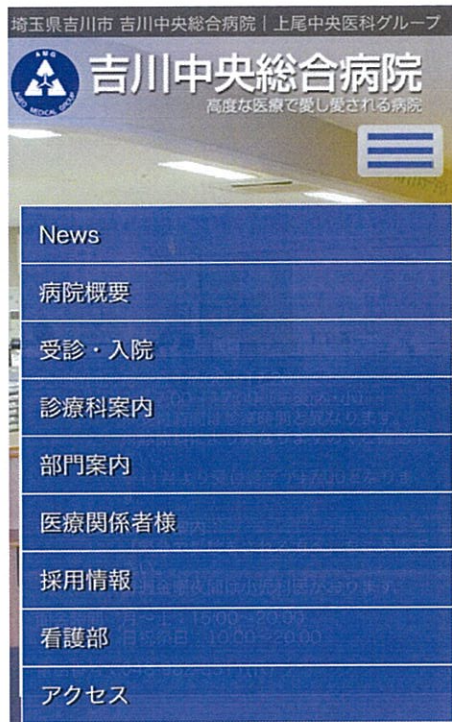 埼玉県吉川市 吉川中央総合病院｜上尾中央医科グループ
AMG
AGEO MEDICAL GROUP
吉川中央総合病院
高度な医療で愛し愛される病院
News
病院概要
受診・入院
診療科案内
部門案内
医療関係者様
採用情報
看護部
アクセス